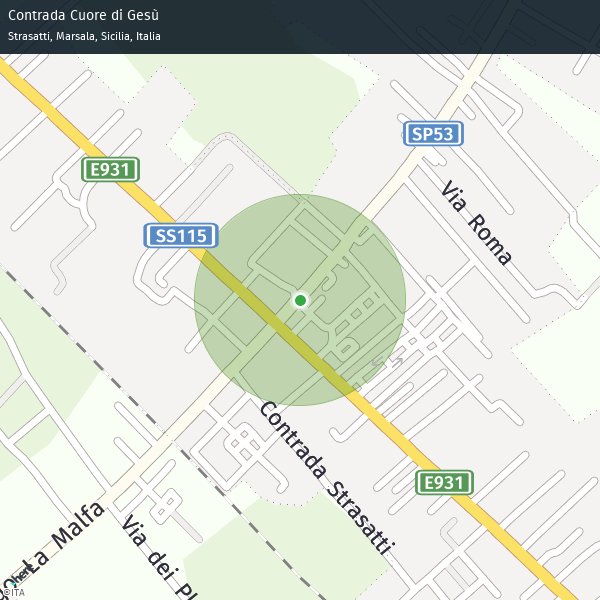 Contrada Cuore di Gesù
Strasatti, Marsala, Sicilia, Italia
SP53
E931
Via Roma
SS115
Contrada Strasatti
E931
La Malfa
Via dei
here
©ITA